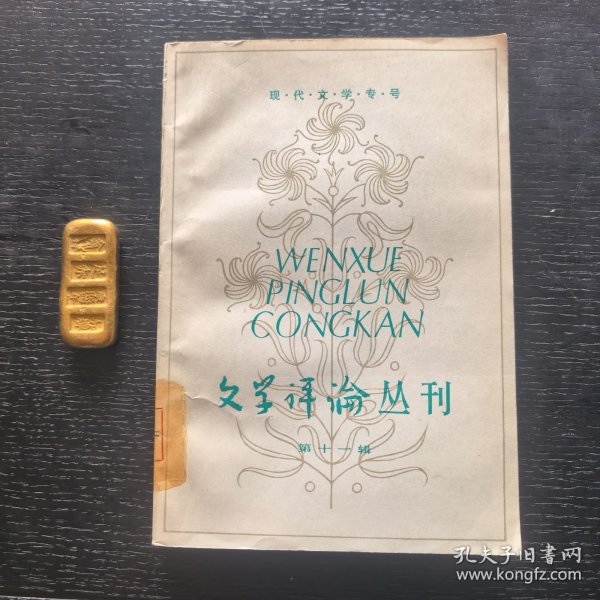 现·代·文·学·专·号
WENXUE
PINGLUN
CONGKAN
文学评论丛刊
第十一辑
孔夫子旧书网
www.kongfz.com